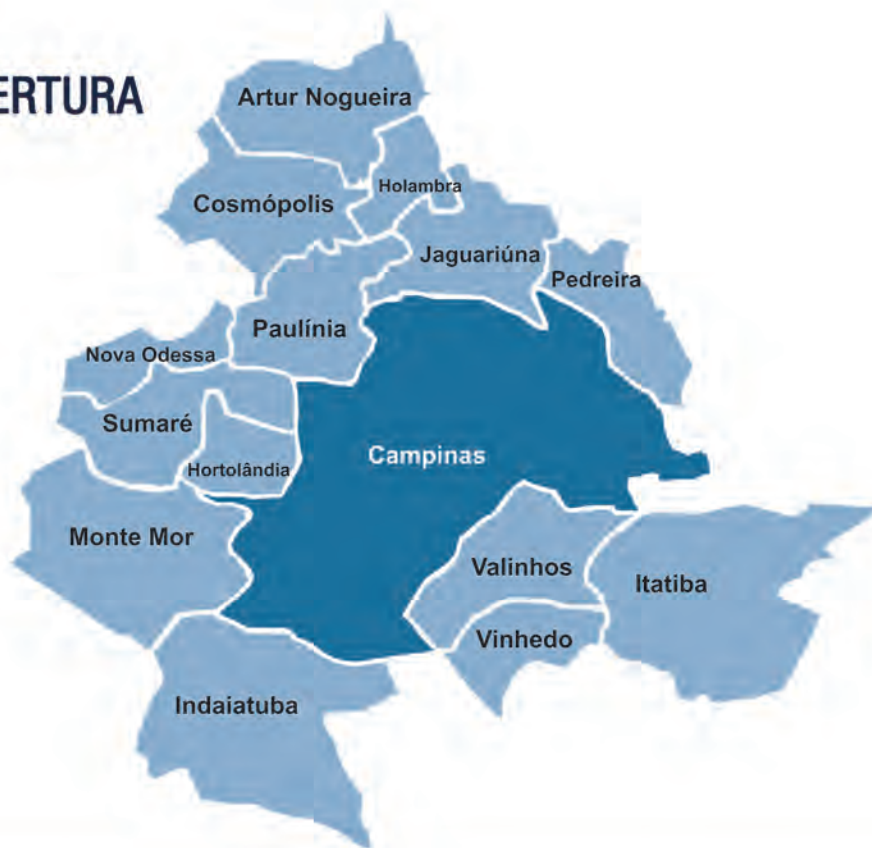 ERTURA
Artur Nogueira
Holambra
Cosmópolis
Jaguariúna
Pedreira
Paulínia
Nova Odessa
Sumaré
Campinas
Hortolândia
Monte Mor
Valinhos
Itatiba
Vinhedo
Indaiatuba